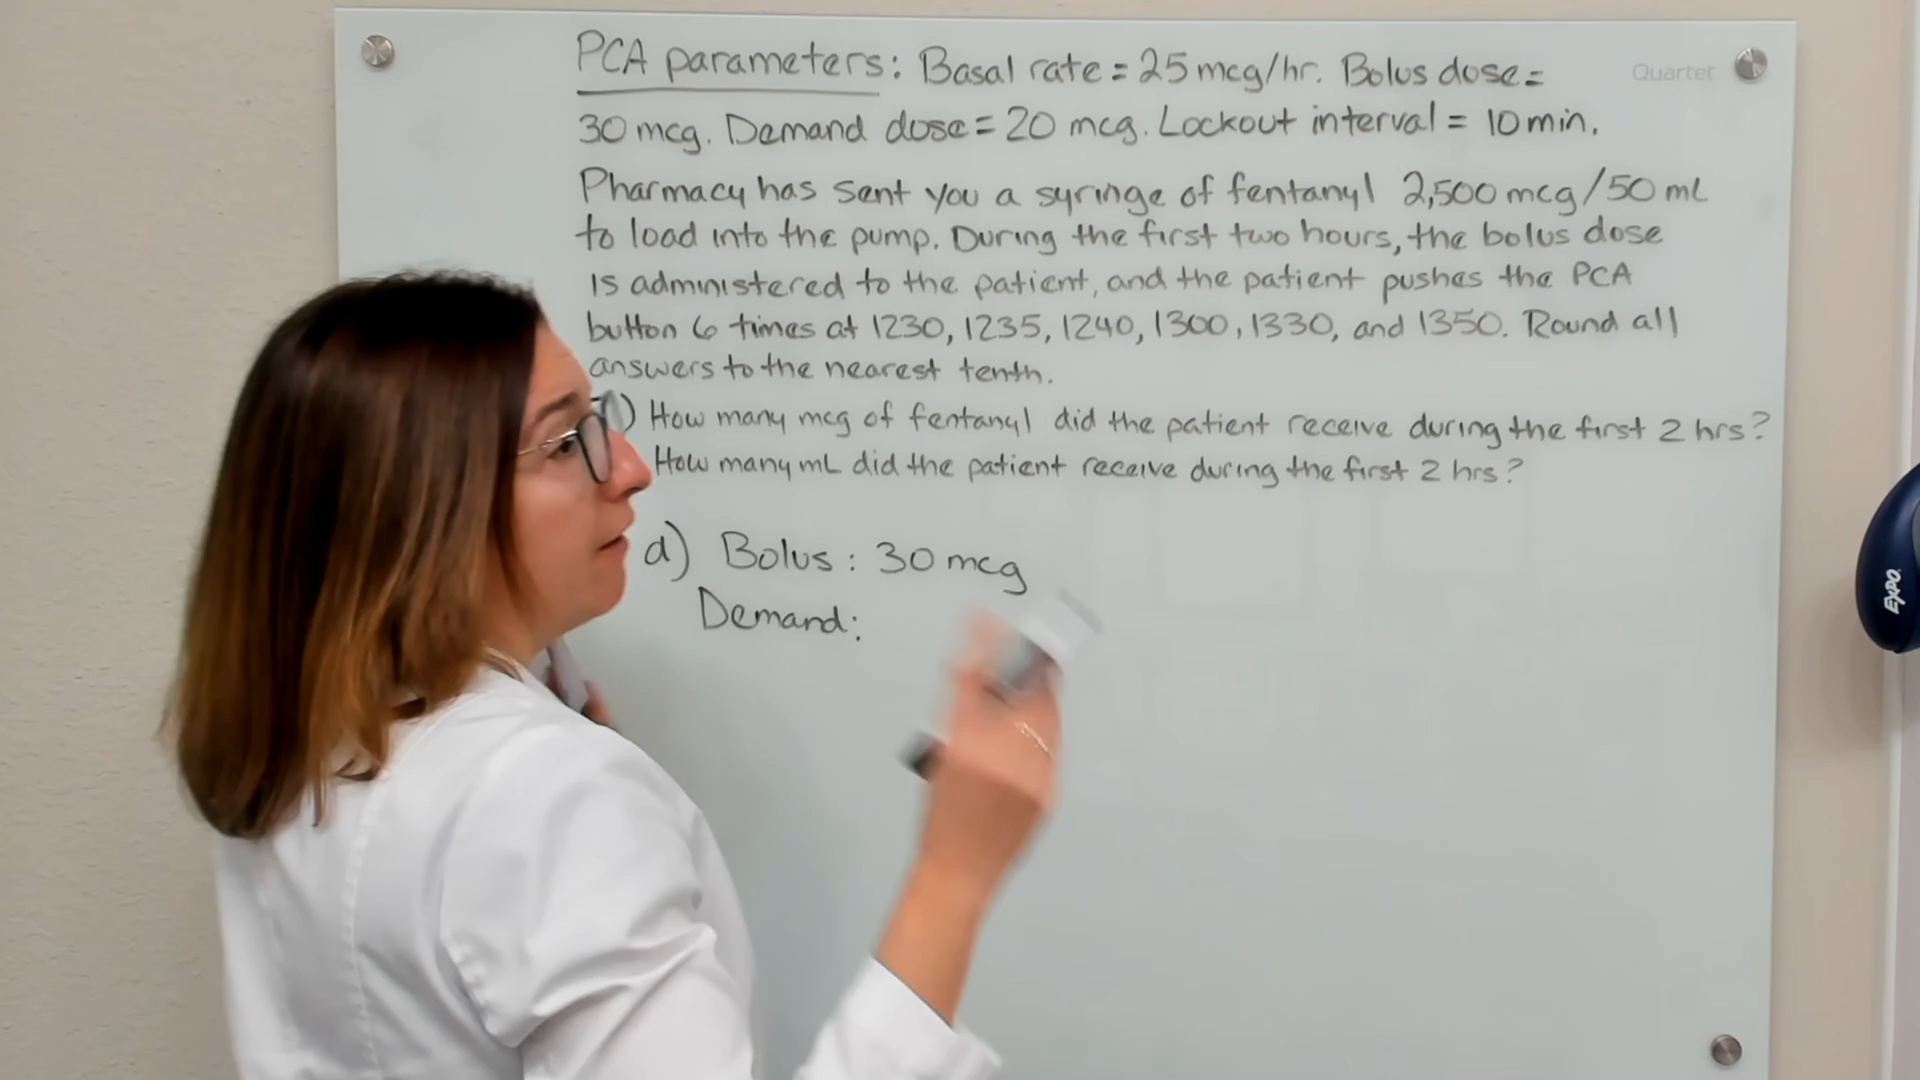 PCA parameters: Basal rate = 25 mcg/hr. Bolus dose =
Quartet
30 mcg. Demand dose = 20 mcg. Lockout interval = 10 min.
Pharmacy has sent you a syringe of fentanyl 2,500 mcg/50 mL
to load into the pump. During the first two hours, the bolus dose
is administered to the patient, and the patient pushes the PCA
button 6 times at 1230, 1235, 1240, 1300, 1330, and 1350. Round all
answers to the nearest tenth.
) How many mcg of fentanyl did the patient receive during the first 2 hrs?
How many mL did the patient receive during the first 2 hrs?
a) Bolus: 30 mcg
Demand:
EXPO